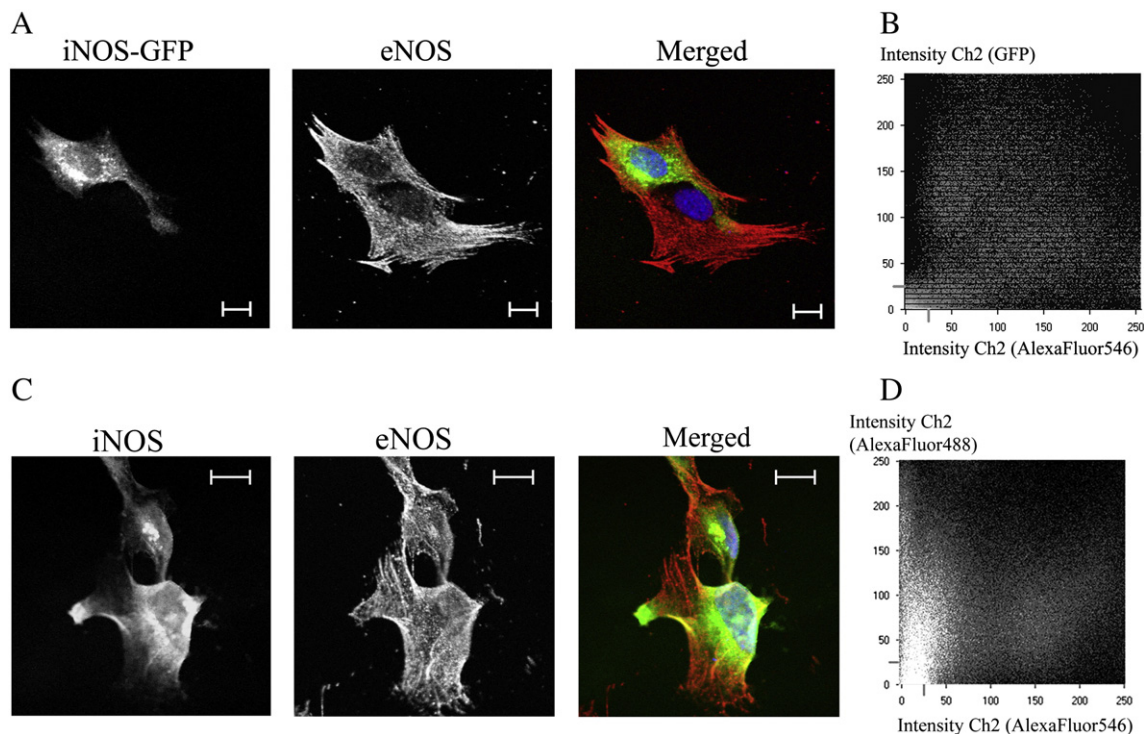 A
iNOS-GFP
eNOS
Merged
B
Intensity Ch2 (GFP)
250
200
150
100
50
0
0 50 100 150 200 250
Intensity Ch2 (AlexaFluor546)
C
iNOS
eNOS
Merged
D
Intensity Ch2
(AlexaFluor488)
250
200
150
100
50
0
0 50 100 150 200 250
Intensity Ch2 (AlexaFluor546)